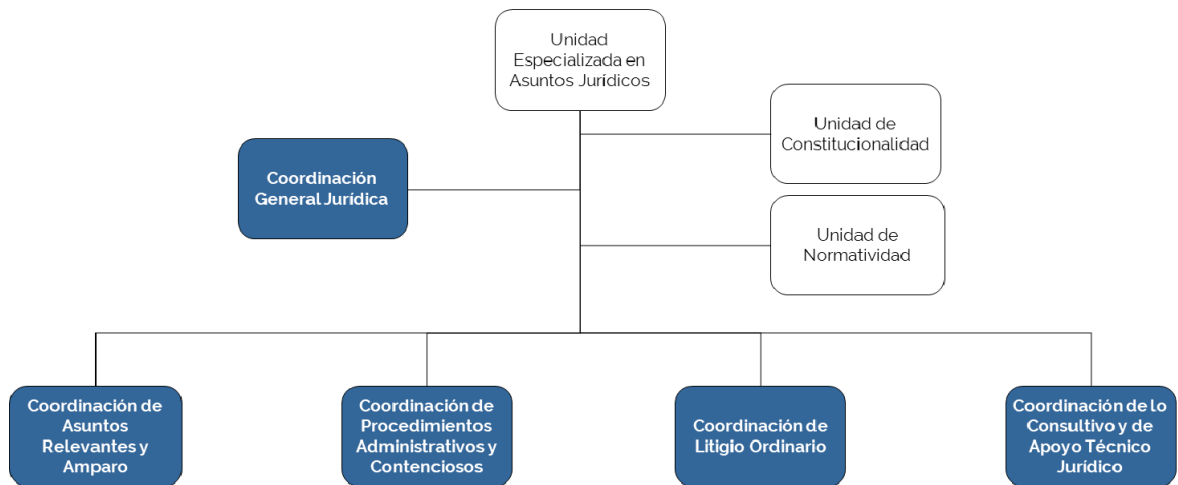 Unidad
Especializada en
Asuntos Jurídicos
Unidad de
Constitucionalidad
Coordinación
General Jurídica
Unidad de
Normatividad
Coordinación de
Asuntos
Relevantes y
Amparo
Coordinación de
Procedimientos
Administrativos y
Contenciosos
Coordinación de
Litigio Ordinario
Coordinación de lo
Consultivo y de
Apoyo Técnico
Jurídico